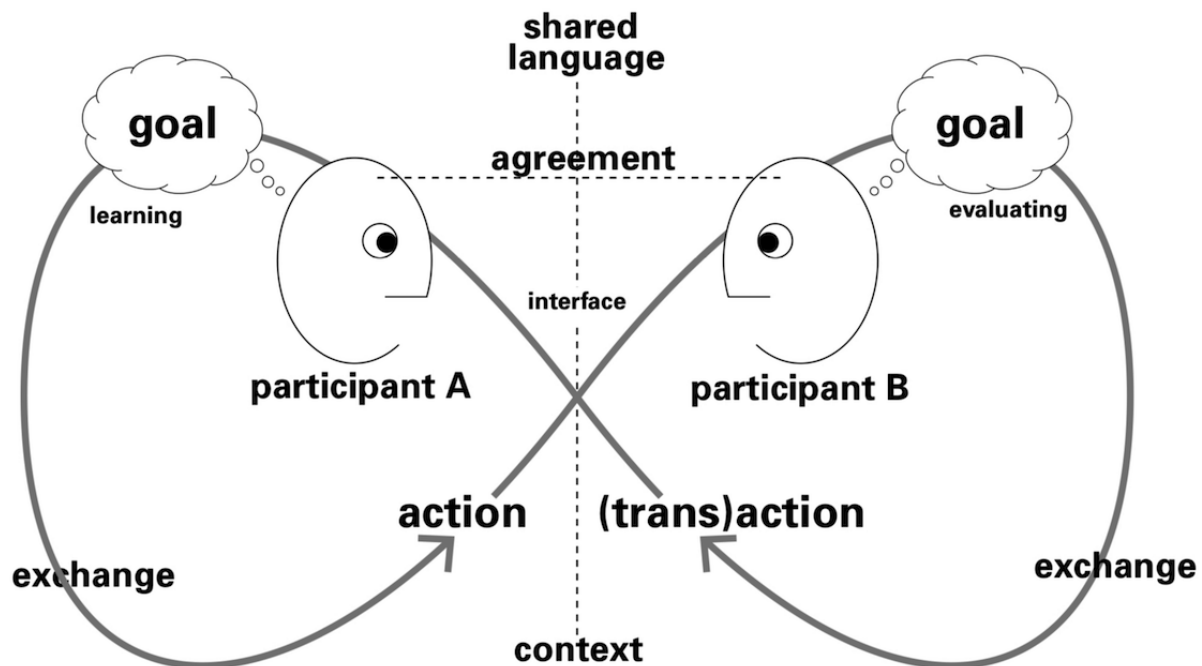 shared
language
goal
goal
agreement
learning
evaluating
interface
participant A
participant B
action
(trans)action
exchange
exchange
context